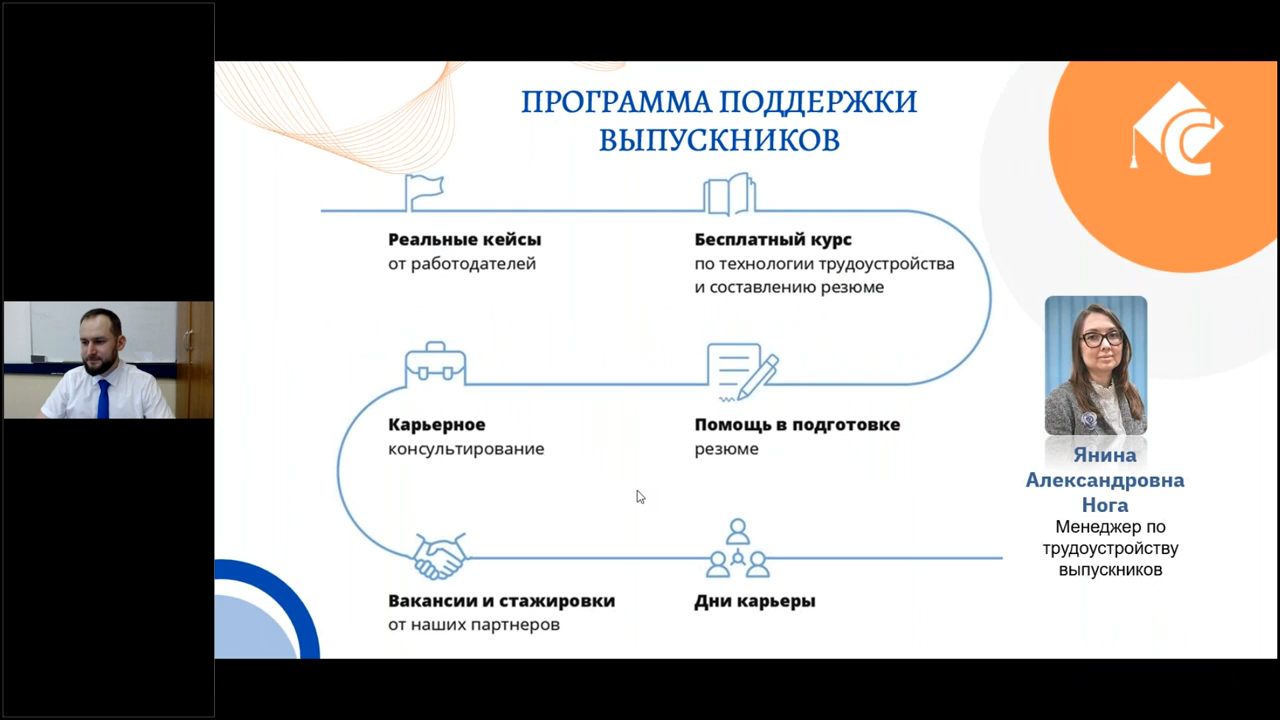 ПРОГРАММА ПОДДЕРЖКИ
ВЫПУСКНИКОВ
Реальные кейсы
от работодателей
Бесплатный курс
по технологии трудоустройства
и составлению резюме
Карьерное
консультирование
Помощь в подготовке
резюме
Вакансии и стажировки
от наших партнеров
Дни карьеры
Янина
Александровна
Нога
Менеджер по
трудоустройству
выпускников